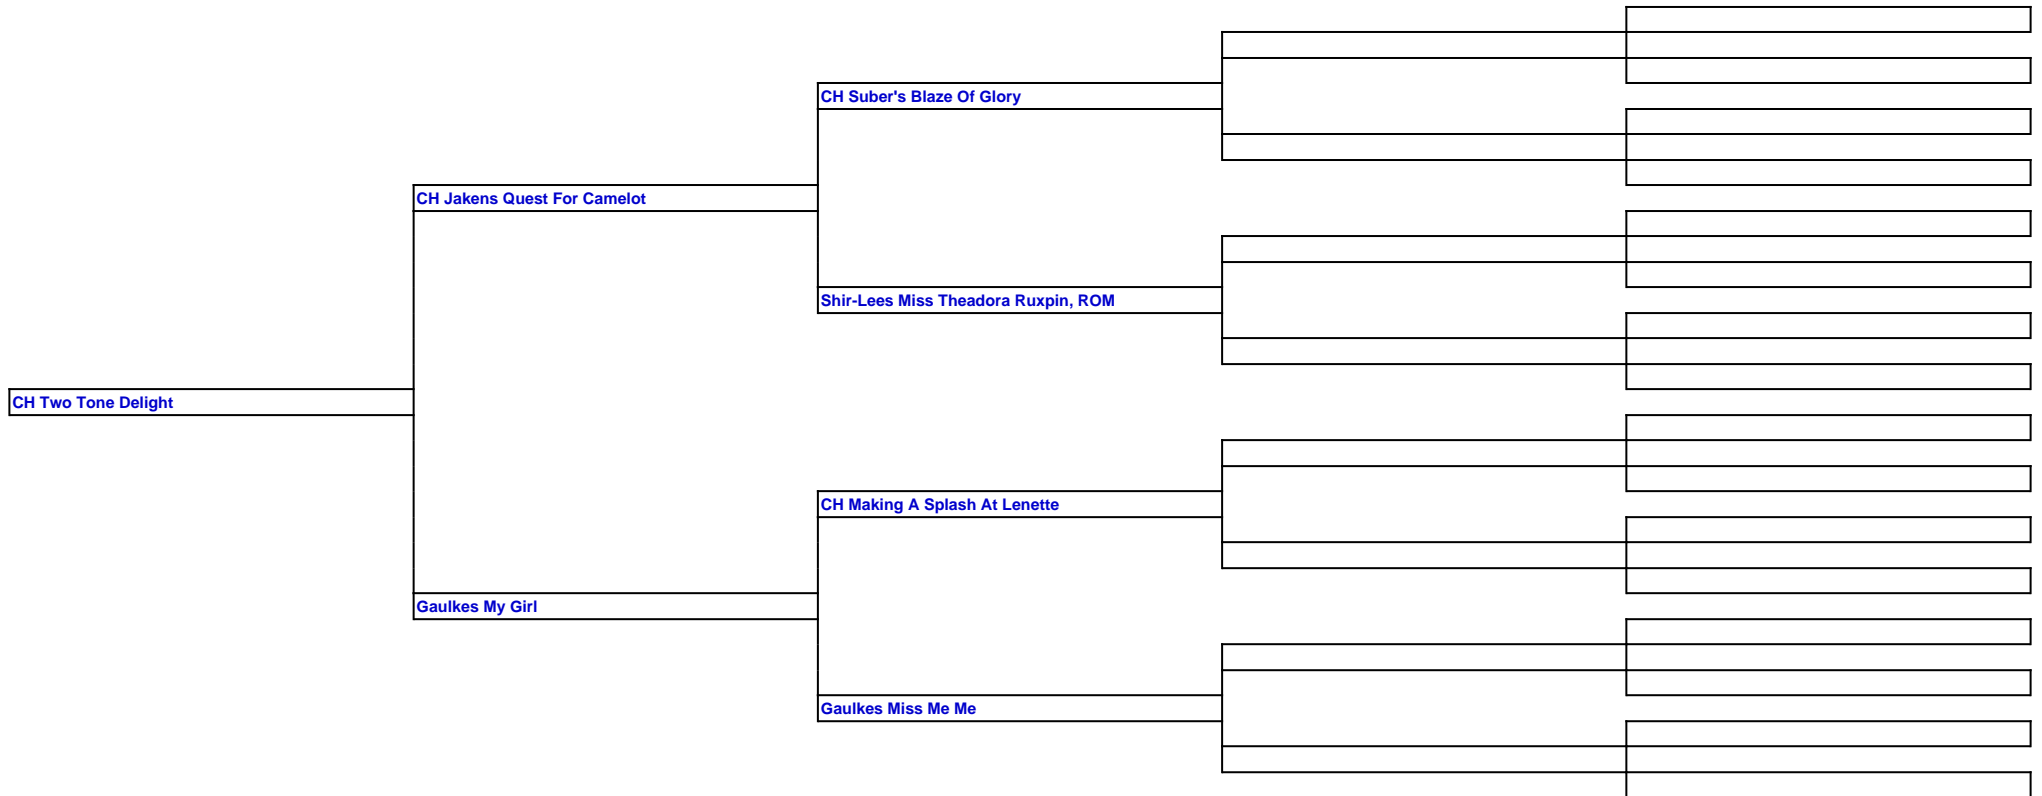 CH Suber's Blaze Of Glory
CH Jakens Quest For Camelot
Shir-Lees Miss Theadora Ruxpin, ROM
CH Two Tone Delight
CH Making A Splash At Lenette
Gaulkes My Girl
Gaulkes Miss Me Me